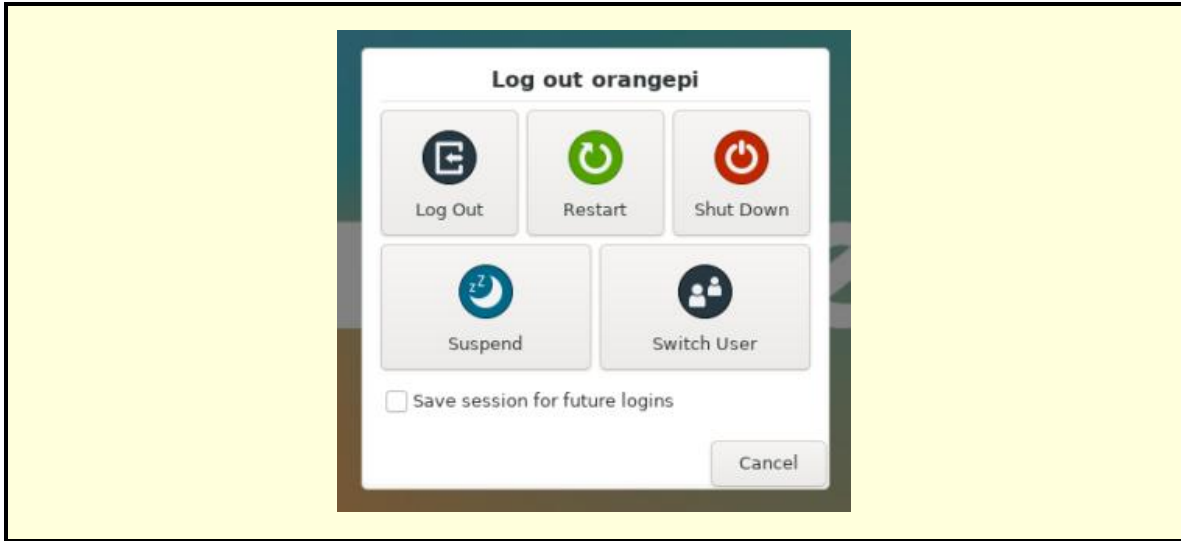 Log out orangepi
Log Out Restart Shut Down
Suspend Switch User
Save session for future logins
Cancel